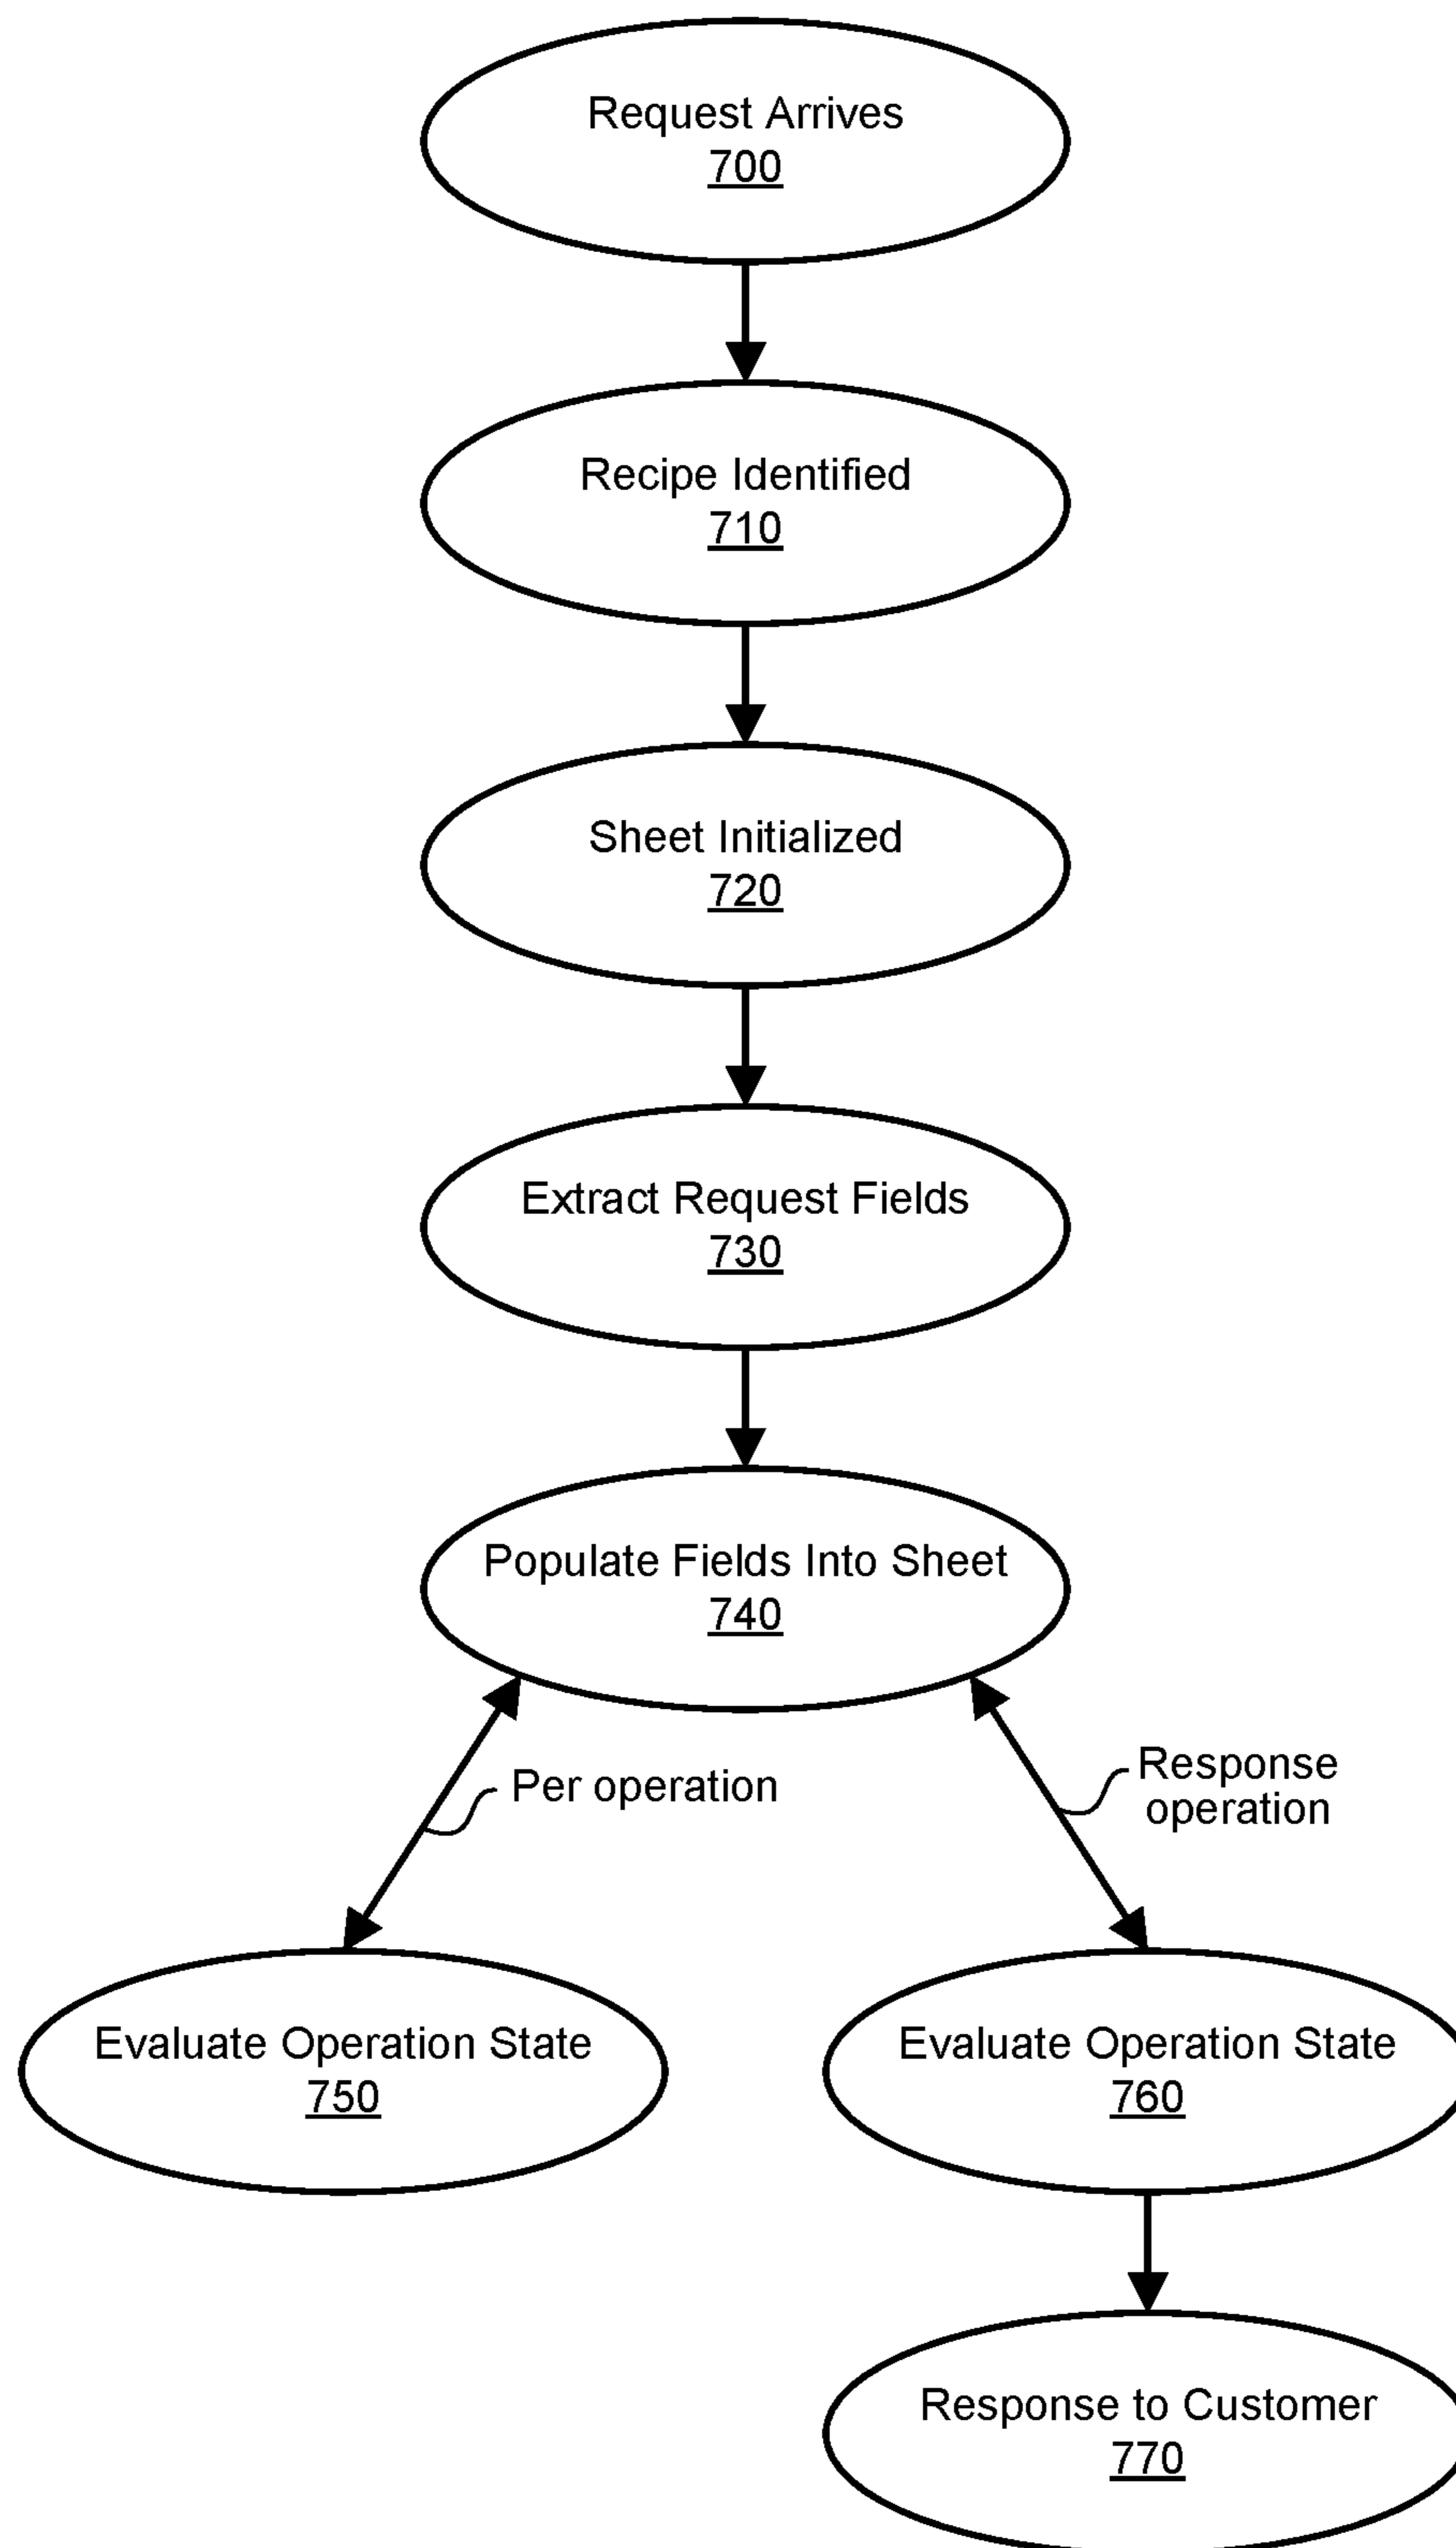 Request Arrives
700
Recipe Identified
710
Sheet Initialized
720
Extract Request Fields
730
Populate Fields Into Sheet
740
Per operation
Response
operation
Evaluate Operation State
750
Evaluate Operation State
760
Response to Customer
770